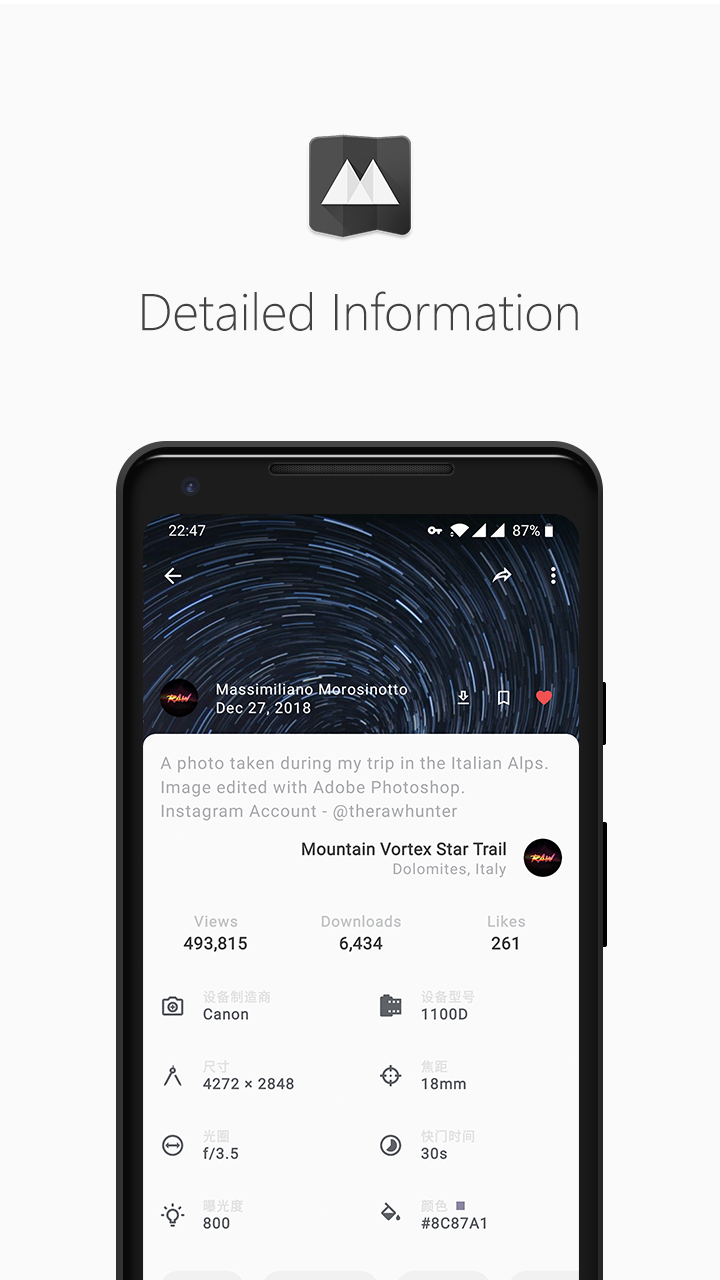 Detailed Information
22:47
87%
RAW
Massimiliano Morosinotto
Dec 27, 2018
A photo taken during my trip in the Italian Alps.
Image edited with Adobe Photoshop.
Instagram Account - @therawhunter
Mountain Vortex Star Trail
Dolomites, Italy
RAW
Views
Downloads
Likes
493,815
6,434
261
设备制造商
设备型号
Canon
1100D
尺寸
焦距
4272 × 2848
18mm
光圈
快门时间
f/3.5
30s
曝光度
颜色
800
#8C87A1